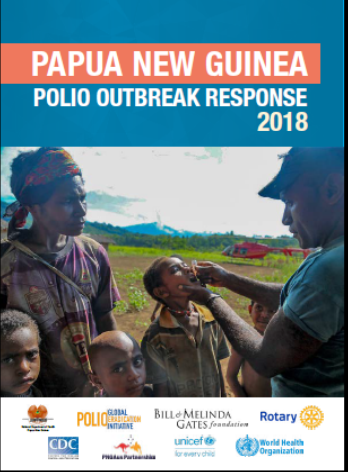 PAPUA NEW GUINEA
POLIO OUTBREAK RESPONSE
2018
POLIO GLOBAL
ERADICATION
INITIATIVE
BILL & MELINDA
GATES foundation
Rotary
CDC
PNGAusPartnership
unicef
for every child
World Health
Organization